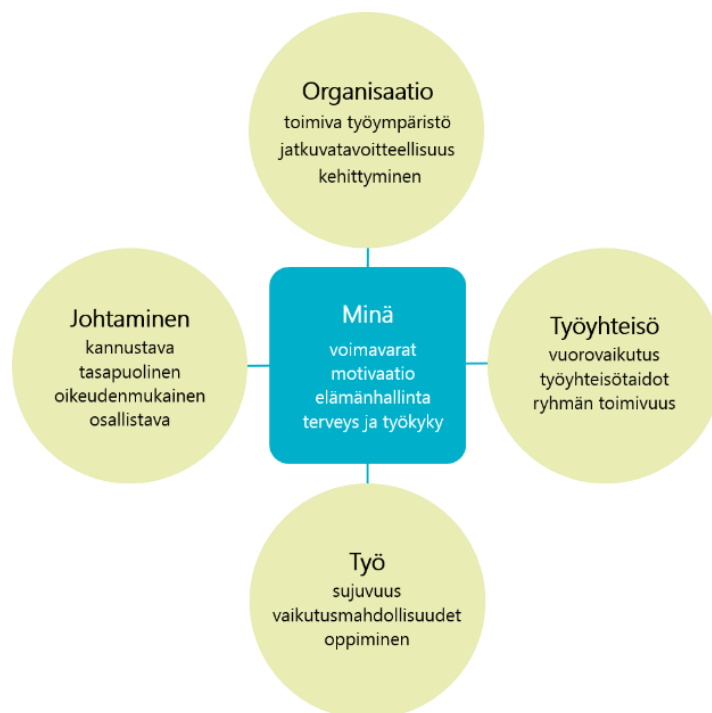 Organisaatio
toimiva työympäristö
jatkuvatavoitteellisuus
kehittyminen
Johtaminen
kannustava
tasapuolinen
oikeudenmukainen
osallistava
Minä
voimavarat
motivaatio
elämänhallinta
terveys ja työkyky
Työyhteisö
vuorovaikutus
työyhteisötaidot
ryhmän toimivuus
Työ
sujuvuus
vaikutusmahdollisuudet
oppiminen